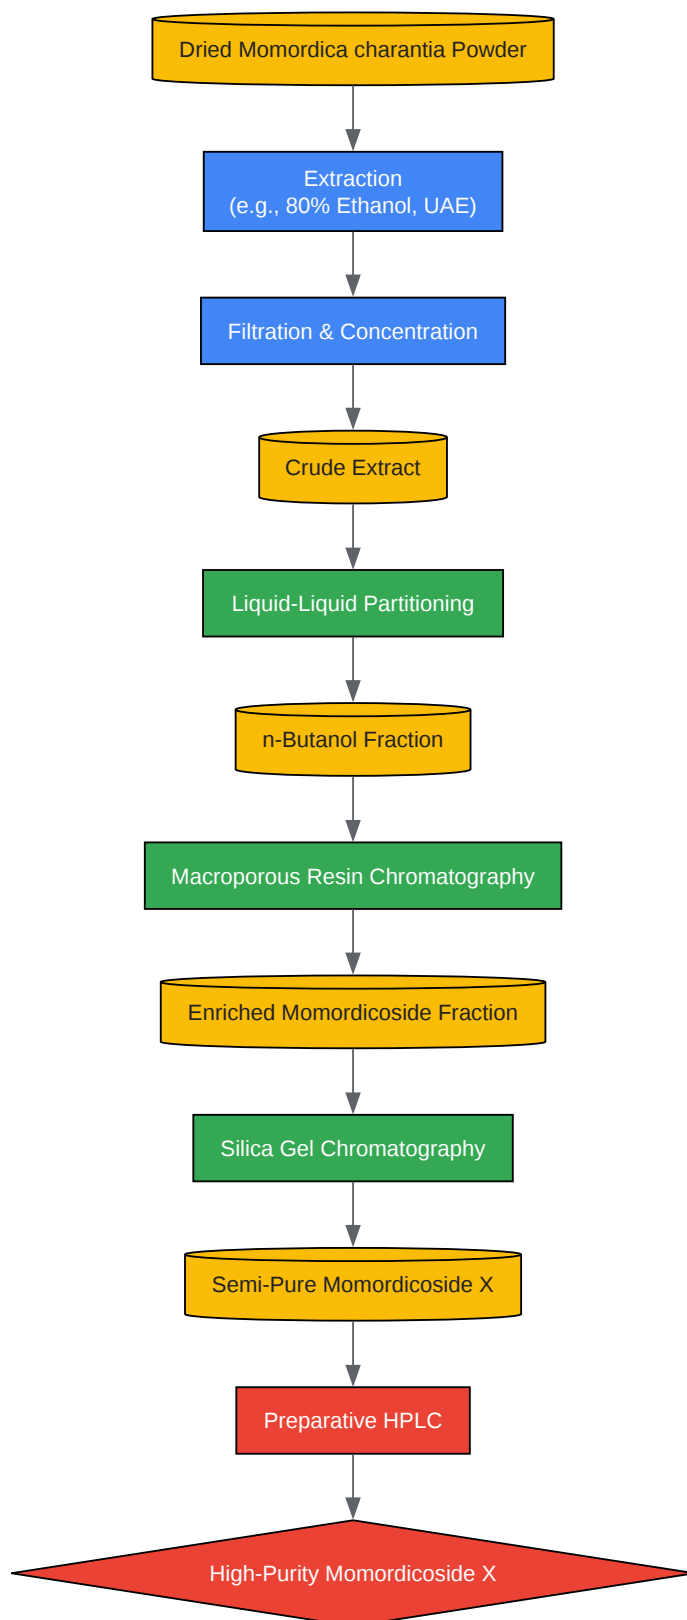 Dried Momordica charantia Powder
Extraction
(e.g., 80% Ethanol, UAE)
Filtration & Concentration
Crude Extract
Liquid-Liquid Partitioning
n-Butanol Fraction
Macroporous Resin Chromatography
Enriched Momordicoside Fraction
Silica Gel Chromatography
Semi-Pure Momordicoside X
Preparative HPLC
High-Purity Momordicoside X